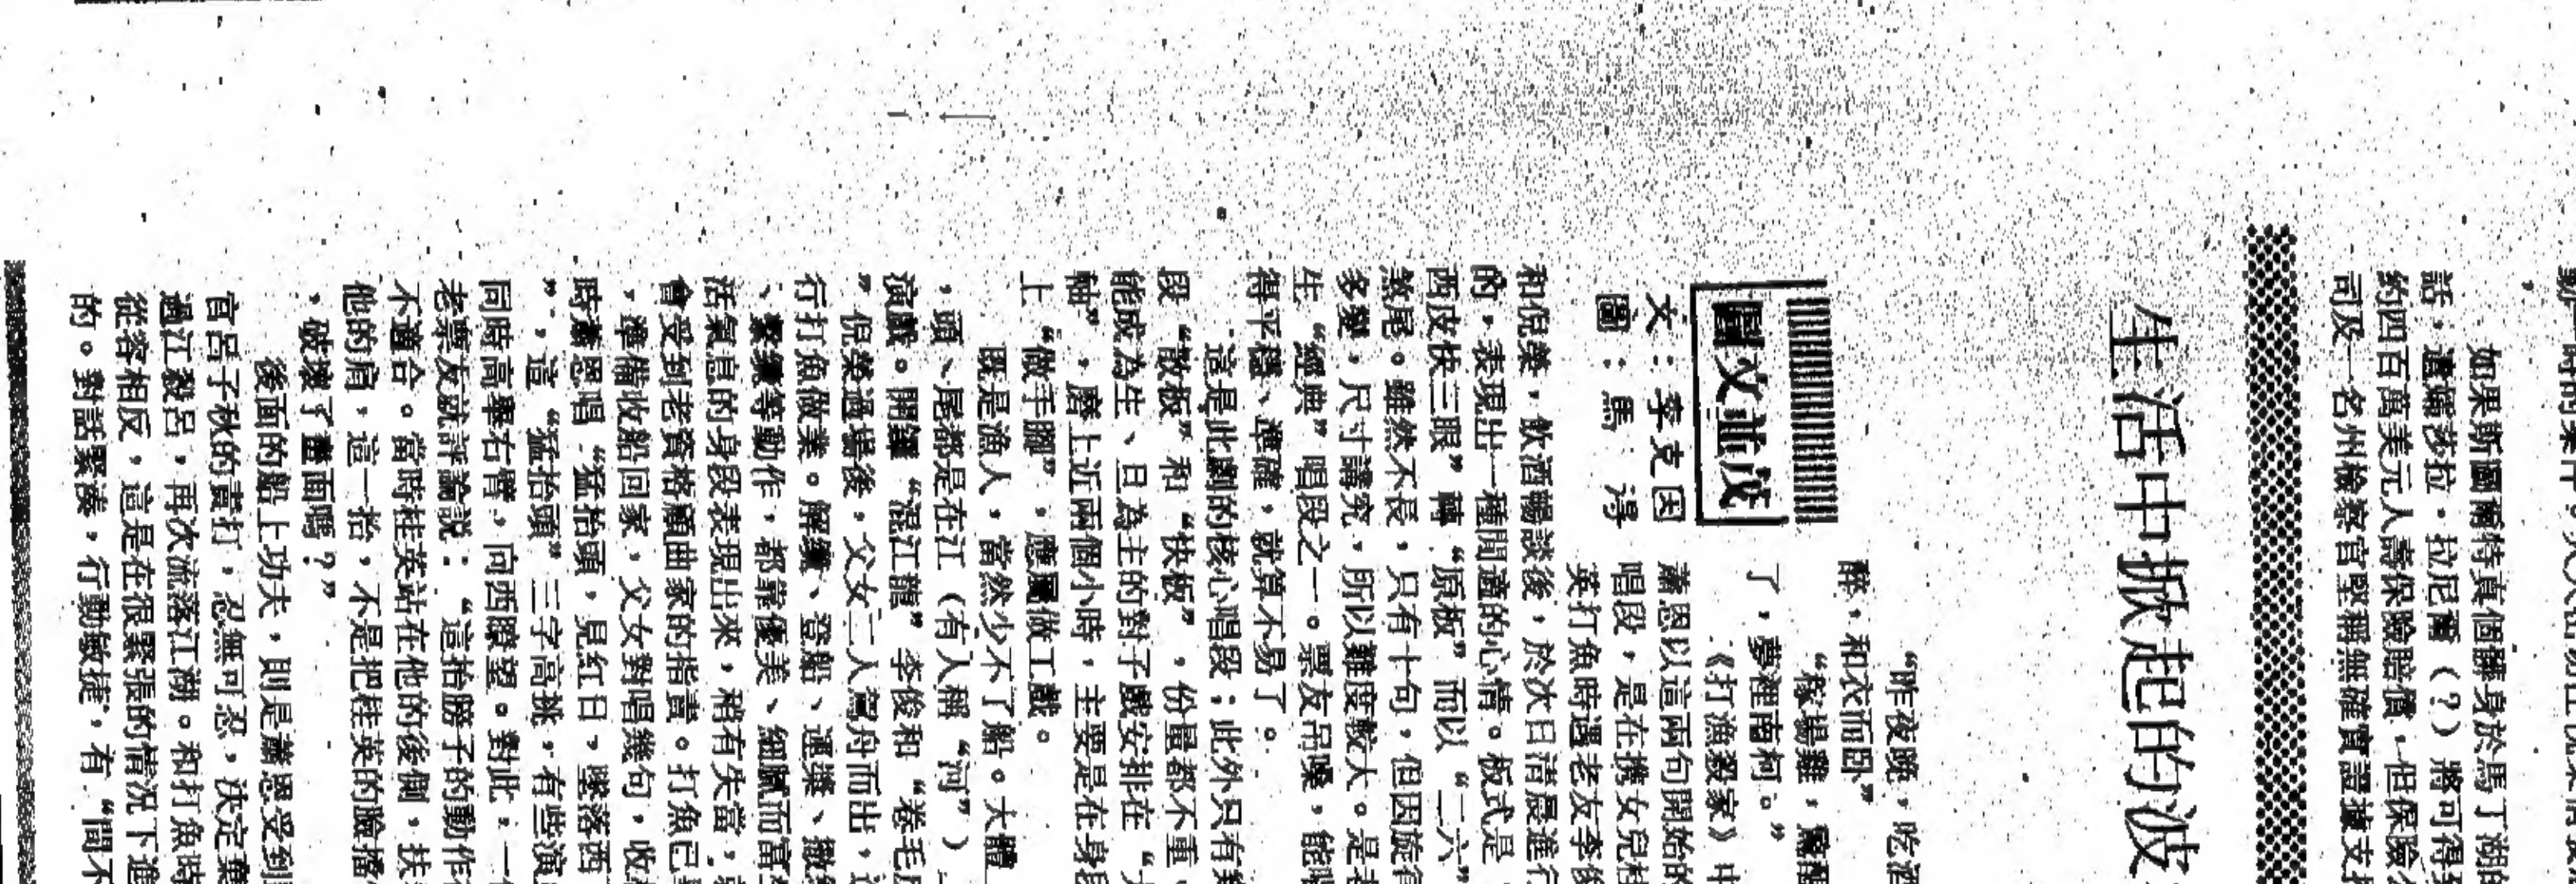 如果斯圖爾特真個
身於馬丁湖的
話，遺孀莎拉．拉尼爾（？）將可得到
約四百萬美元人壽保險賠償，但保險
司及一名州檢察官堅稱無確實證據支
生活中掀起的波
“昨夜晚，吃酒
醉，和衣而臥”
“稼場雞，驚醒
了，夢裡南柯。”
《打漁殺家》中
蕭恩以這兩句開始的
唱段，是在携女兒桂
英打魚時遇老友李俊
圖文並茂
文：李支因
圖：馬 得
和倪榮，飲酒暢談後，於次日清晨進行
的，表現出一種閒適的心情。板式是
西皮快三眼”轉“原板”而以“二六”
煞尾。雖然不長，只有十句，但因旋律
多變，尺寸講究，所以難度較大。是老
生“經典”唱段之一。票友吊嗓，能唱
得平穩、準確，就算不易了。
這是此劇的核心唱段；此外只有幾
段“散板”和“快板”，份量都不重。
能成為生、旦為主的對子戲安排在“大
軸”，磨上近兩個小時，主要是在身段
上“做手腳”，應屬做工戲。
既是漁人，當然少不了船。大體上
，頭、尾都是在江（有人稱“河”）上
演戲。開鑼“混江龍”李俊和“卷毛虎
”倪榮過場後，父女二人駕舟而出，進
行打魚做業。解纜、登船、運槳、撒網
、繫纜等動作，都靠優美、細膩而富生
活氣息的身段表現出來，稍有失當，就
會受到老資格顧曲家的指責。打魚已畢
，準備收船回家，父女對唱幾句，收
時蕭恩唱“猛抬頭，見紅日，墜落西
”，這“猛抬頭”三字高挑，有些演
同時高舉右臂，向西瞭望。對此，一
老票友就評論說：“這抬膀子的動作
不適合。當時桂英站在他的後側，扶
他的肩，這一抬，不是把桂英的臉擋
，破壞了畫面嗎？”
後面的船上功夫，則是蕭恩受到
官呂子秋的責打，忍無可忍，決定棄
過江殺呂，再次流落江湖。和打魚時
從容相反，這是在很緊張的情況下進
的。對話緊湊，行動敏捷，有“間不